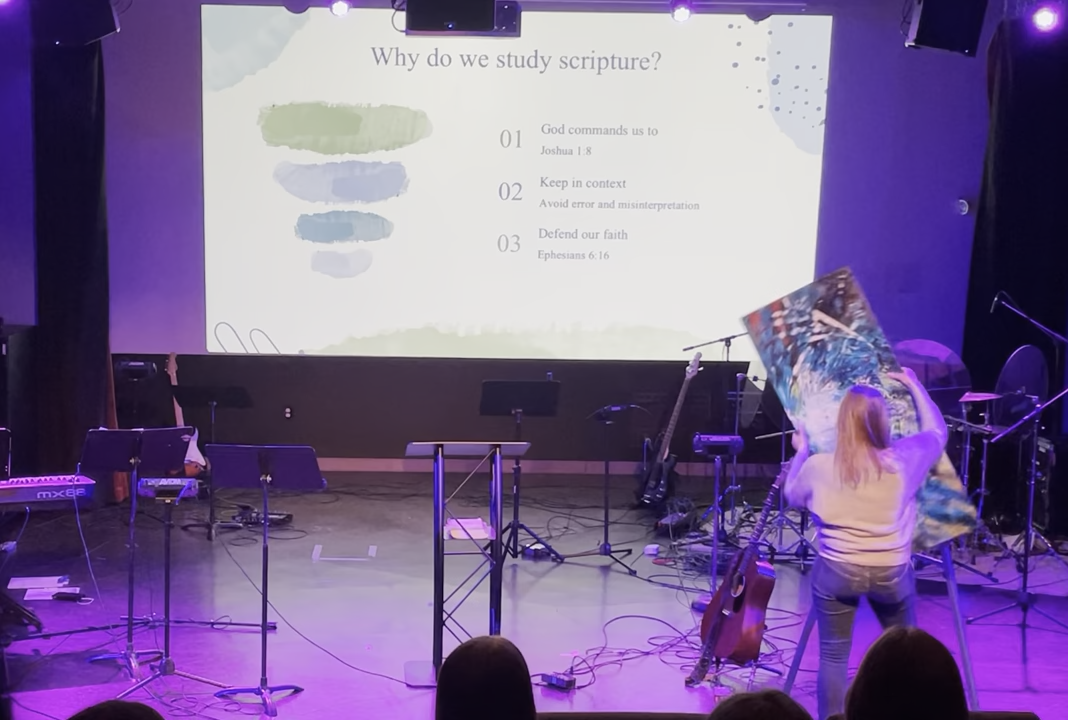 Why do we study scripture?
01
God commands us to
Joshua 1:8
02
Keep in context
Avoid error and misinterpretation
03
Defend our faith
Ephesians 6:16
mx88